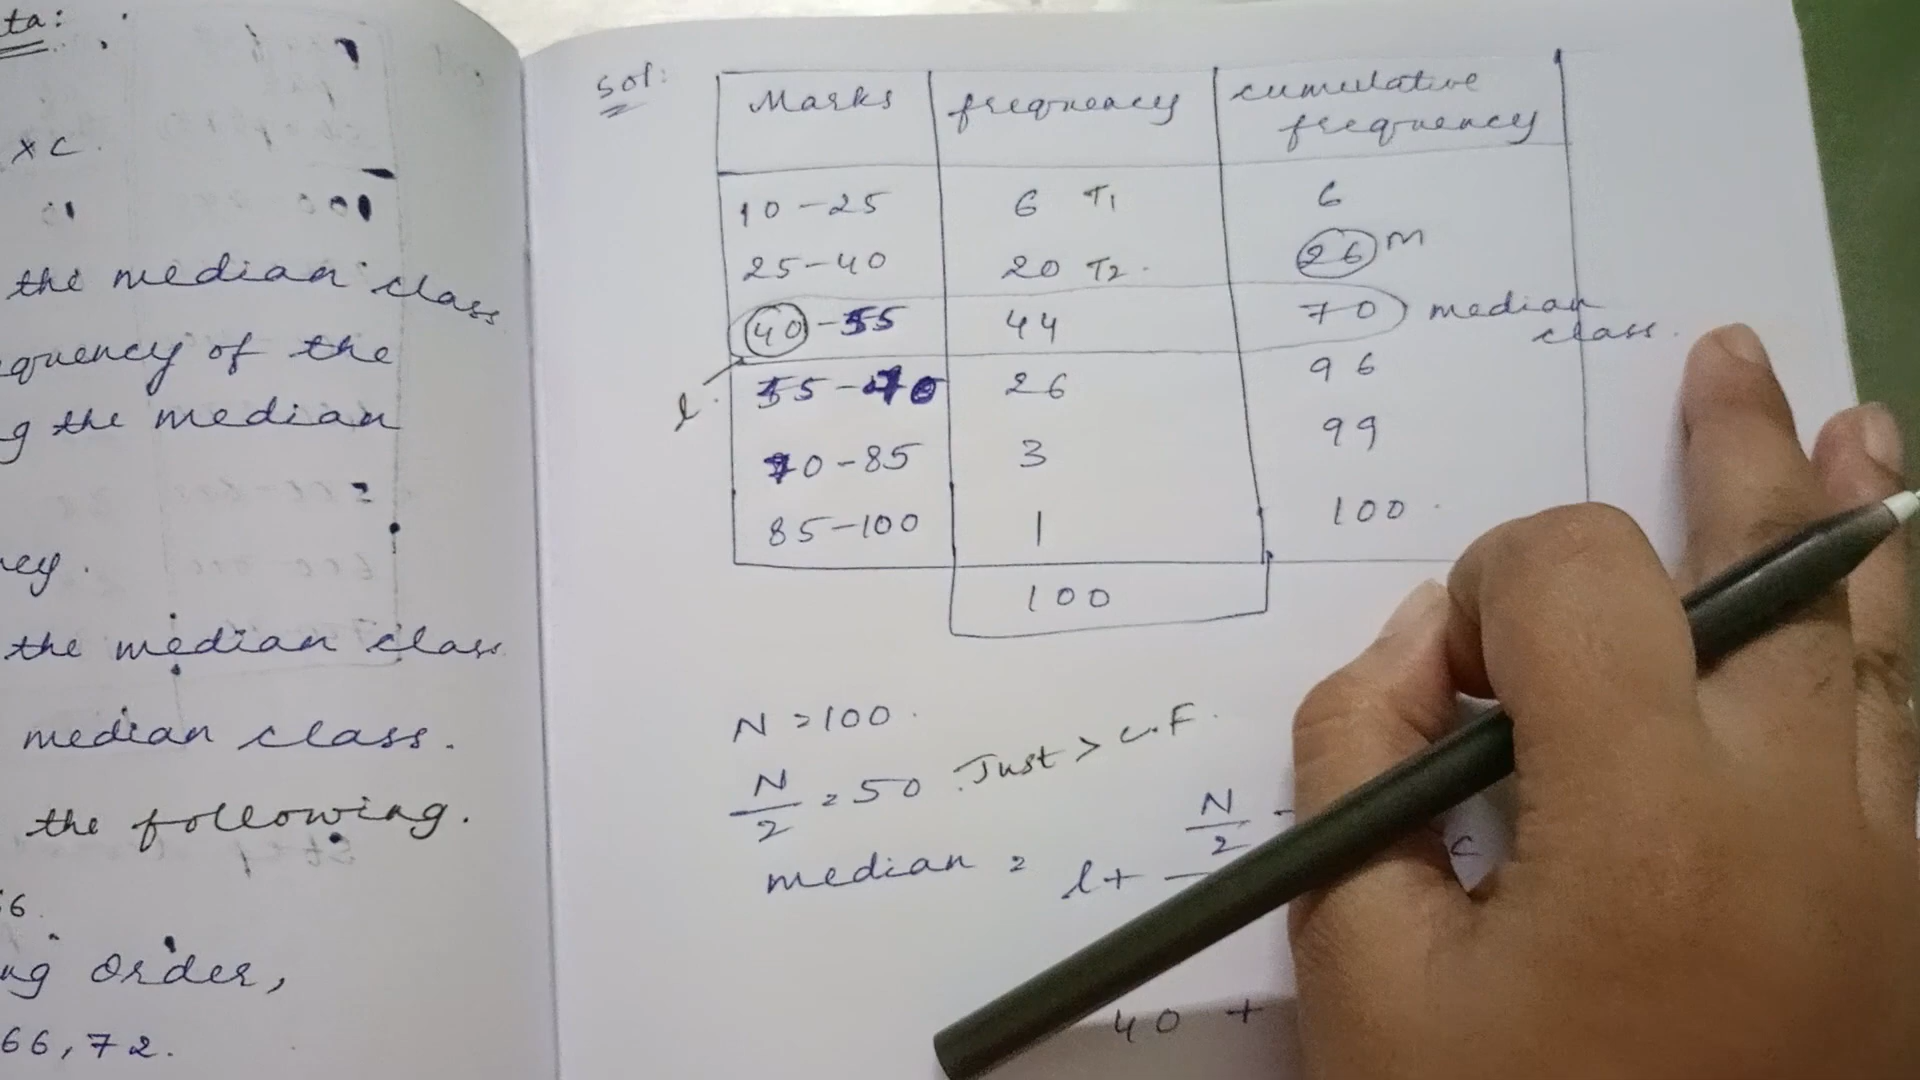 ta:
x c.
the median class
quency of the
g the median
ey.
the median class
median class.
the following.
56.
ng order,
66, 72.
Sol:
Marks frequency cumulative frequency
10-25 6 T1 6
25-40 20 T2. 26 m
40-55 44 70 median class.
l.
55-70 26 96
70-85 3 99
85-100 1 100.
100
N = 100.
N/2 = 50. Just > C.F.
median = l + N/2 - c
40 +